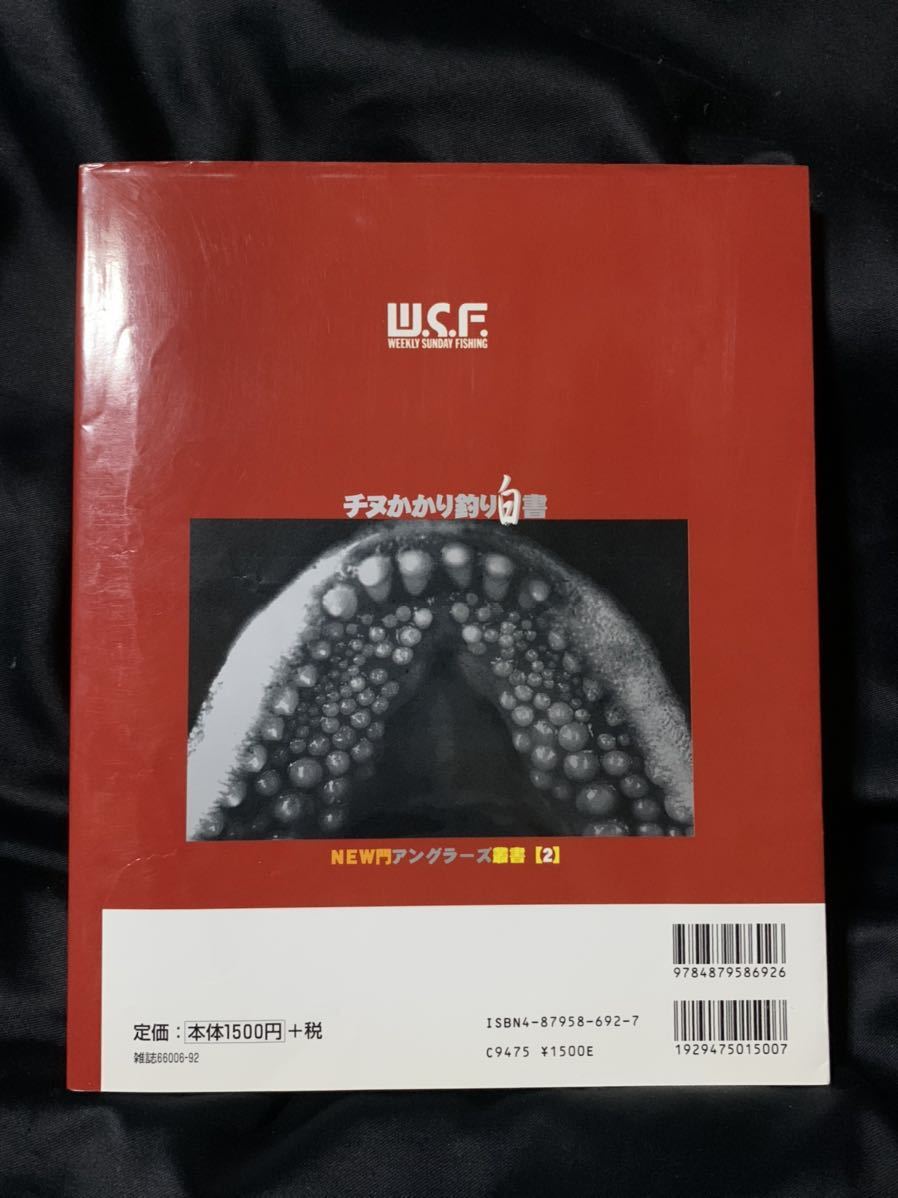 W.S.F.
WEEKLY SUNDAY FISHING
チヌかかり釣り白書
NEW門アングラーズ叢書【2】
9784879586926
定価：本体1500円＋税
雑誌66006-92
ISBN4-87958-692-7
C9475 ¥1500E
1929475015007